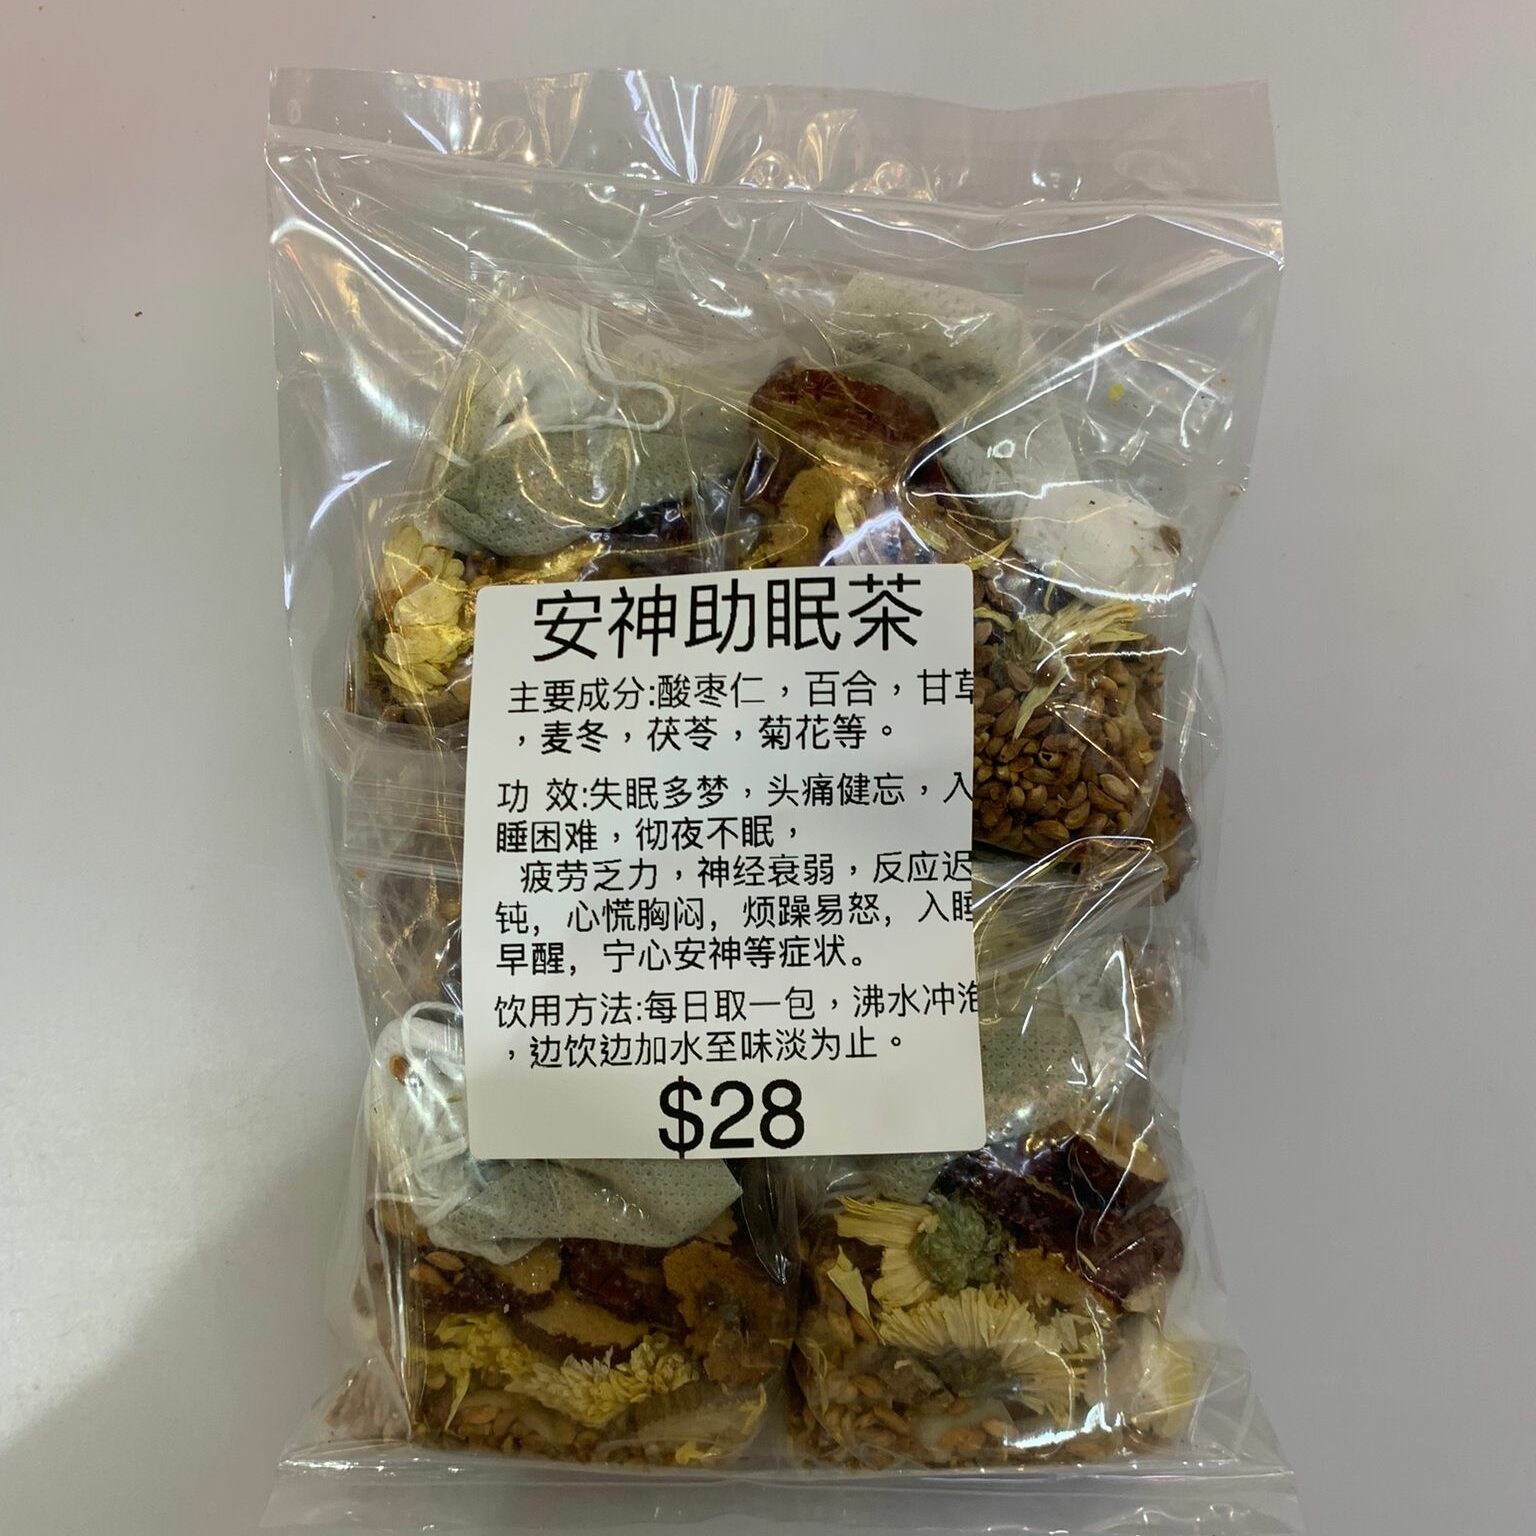 安神助眠茶
主要成分:酸枣仁，百合，甘草
，麦冬，茯苓，菊花等。
功 效:失眠多梦，头痛健忘，入
睡困难，彻夜不眠，
疲劳乏力，神经衰弱，反应迟
钝，心慌胸闷，烦躁易怒，入睡
早醒，宁心安神等症状。
饮用方法:每日取一包，沸水冲泡
，边饮边加水至味淡为止。
$28